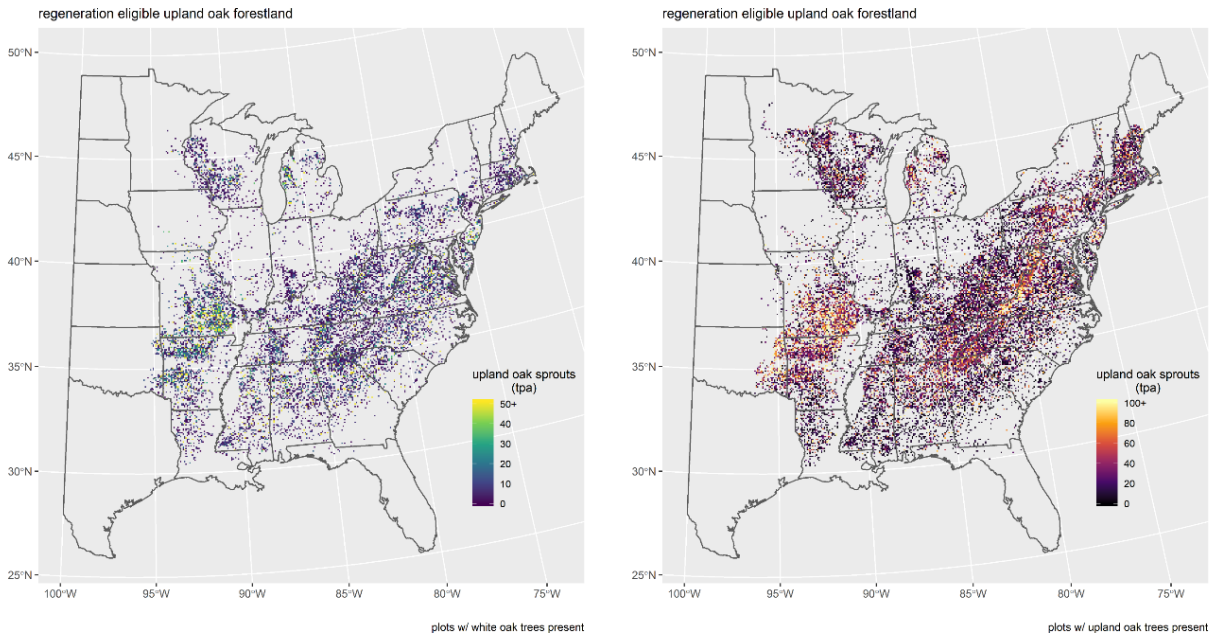 regeneration eligible upland oak forestland
50°N
45°N
40°N
35°N
30°N
25°N
100°W
95°W
90°W
85°W
80°W
75°W
upland oak sprouts
(tpa)
50+
40
30
20
10
0
plots w/ white oak trees present
regeneration eligible upland oak forestland
50°N
45°N
40°N
35°N
30°N
25°N
100°W
95°W
90°W
85°W
80°W
75°W
upland oak sprouts
(tpa)
100+
80
60
40
20
0
plots w/ upland oak trees present